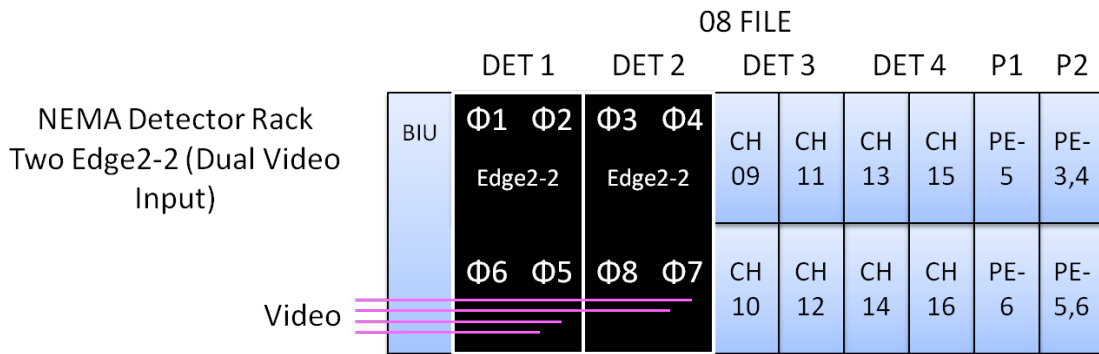 08 FILE
DET 1 DET 2 DET 3 DET 4 P1 P2
NEMA Detector Rack
Two Edge2-2 (Dual Video
Input)
BIU
Φ1 Φ2 Φ3 Φ4
Edge2-2 Edge2-2
CH CH CH CH PE- PE-
09 11 13 15 5 3,4
Φ6 Φ5 Φ8 Φ7
CH CH CH CH PE- PE-
10 12 14 16 6 5,6
Video